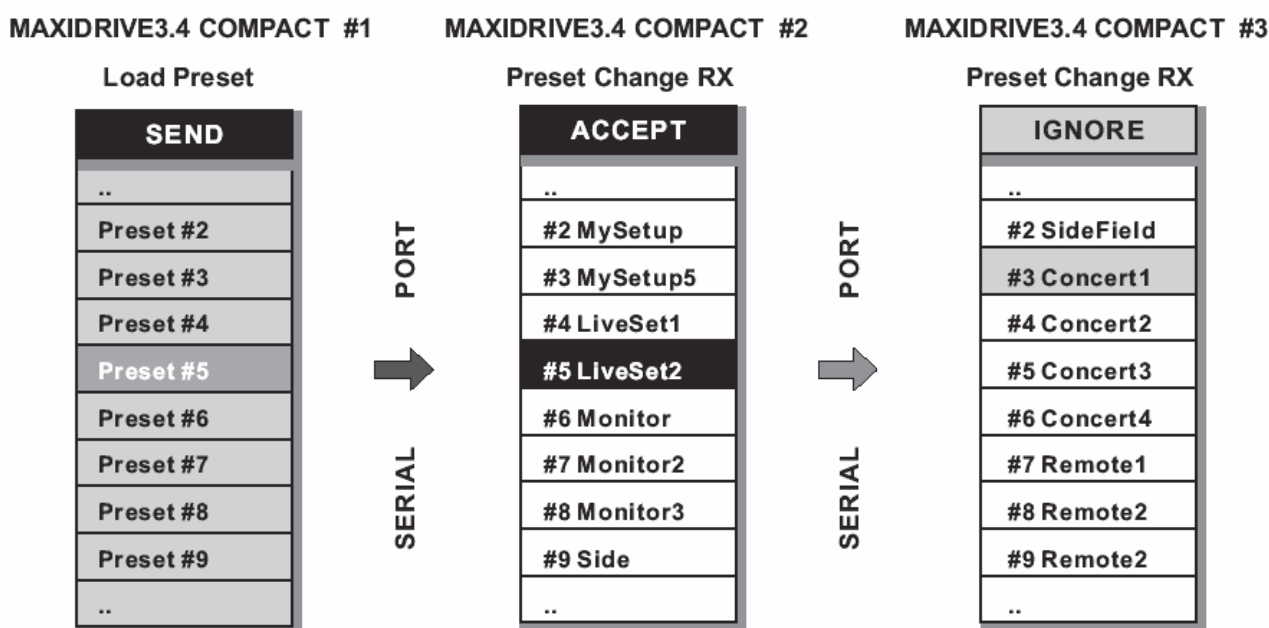 MAXIDRIVE3.4 COMPACT #1
Load Preset
SEND
..
Preset #2
Preset #3
Preset #4
Preset #5
Preset #6
Preset #7
Preset #8
Preset #9
..
SERIAL PORT
MAXIDRIVE3.4 COMPACT #2
Preset Change RX
ACCEPT
..
#2 MySetup
#3 MySetup5
#4 LiveSet1
#5 LiveSet2
#6 Monitor
#7 Monitor2
#8 Monitor3
#9 Side
..
SERIAL PORT
MAXIDRIVE3.4 COMPACT #3
Preset Change RX
IGNORE
..
#2 SideField
#3 Concert1
#4 Concert2
#5 Concert3
#6 Concert4
#7 Remote1
#8 Remote2
#9 Remote2
..